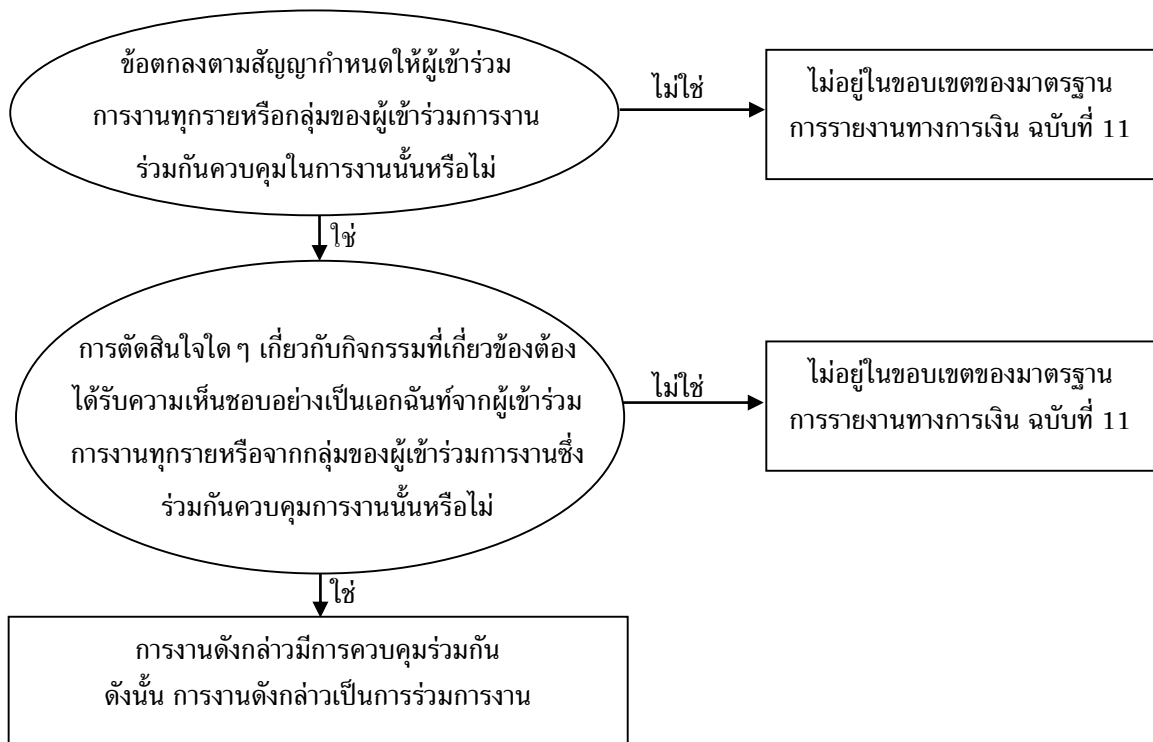 ข้อตกลงตามสัญญากำหนดให้ผู้เข้าร่วม
การงานทุกรายหรือกลุ่มของผู้เข้าร่วมการงาน
ร่วมกันควบคุมในการงานนั้นหรือไม่
ไม่ใช่
ไม่อยู่ในขอบเขตของมาตรฐาน
การรายงานทางการเงิน ฉบับที่ 11
ใช่
การตัดสินใจใด ๆ เกี่ยวกับกิจกรรมที่เกี่ยวข้องต้อง
ได้รับความเห็นชอบอย่างเป็นเอกฉันท์จากผู้เข้าร่วม
การงานทุกรายหรือจากกลุ่มของผู้เข้าร่วมการงานซึ่ง
ร่วมกันควบคุมการงานนั้นหรือไม่
ไม่ใช่
ไม่อยู่ในขอบเขตของมาตรฐาน
การรายงานทางการเงิน ฉบับที่ 11
ใช่
การงานดังกล่าวมีการควบคุมร่วมกัน
ดังนั้น การงานดังกล่าวเป็นการร่วมการงาน